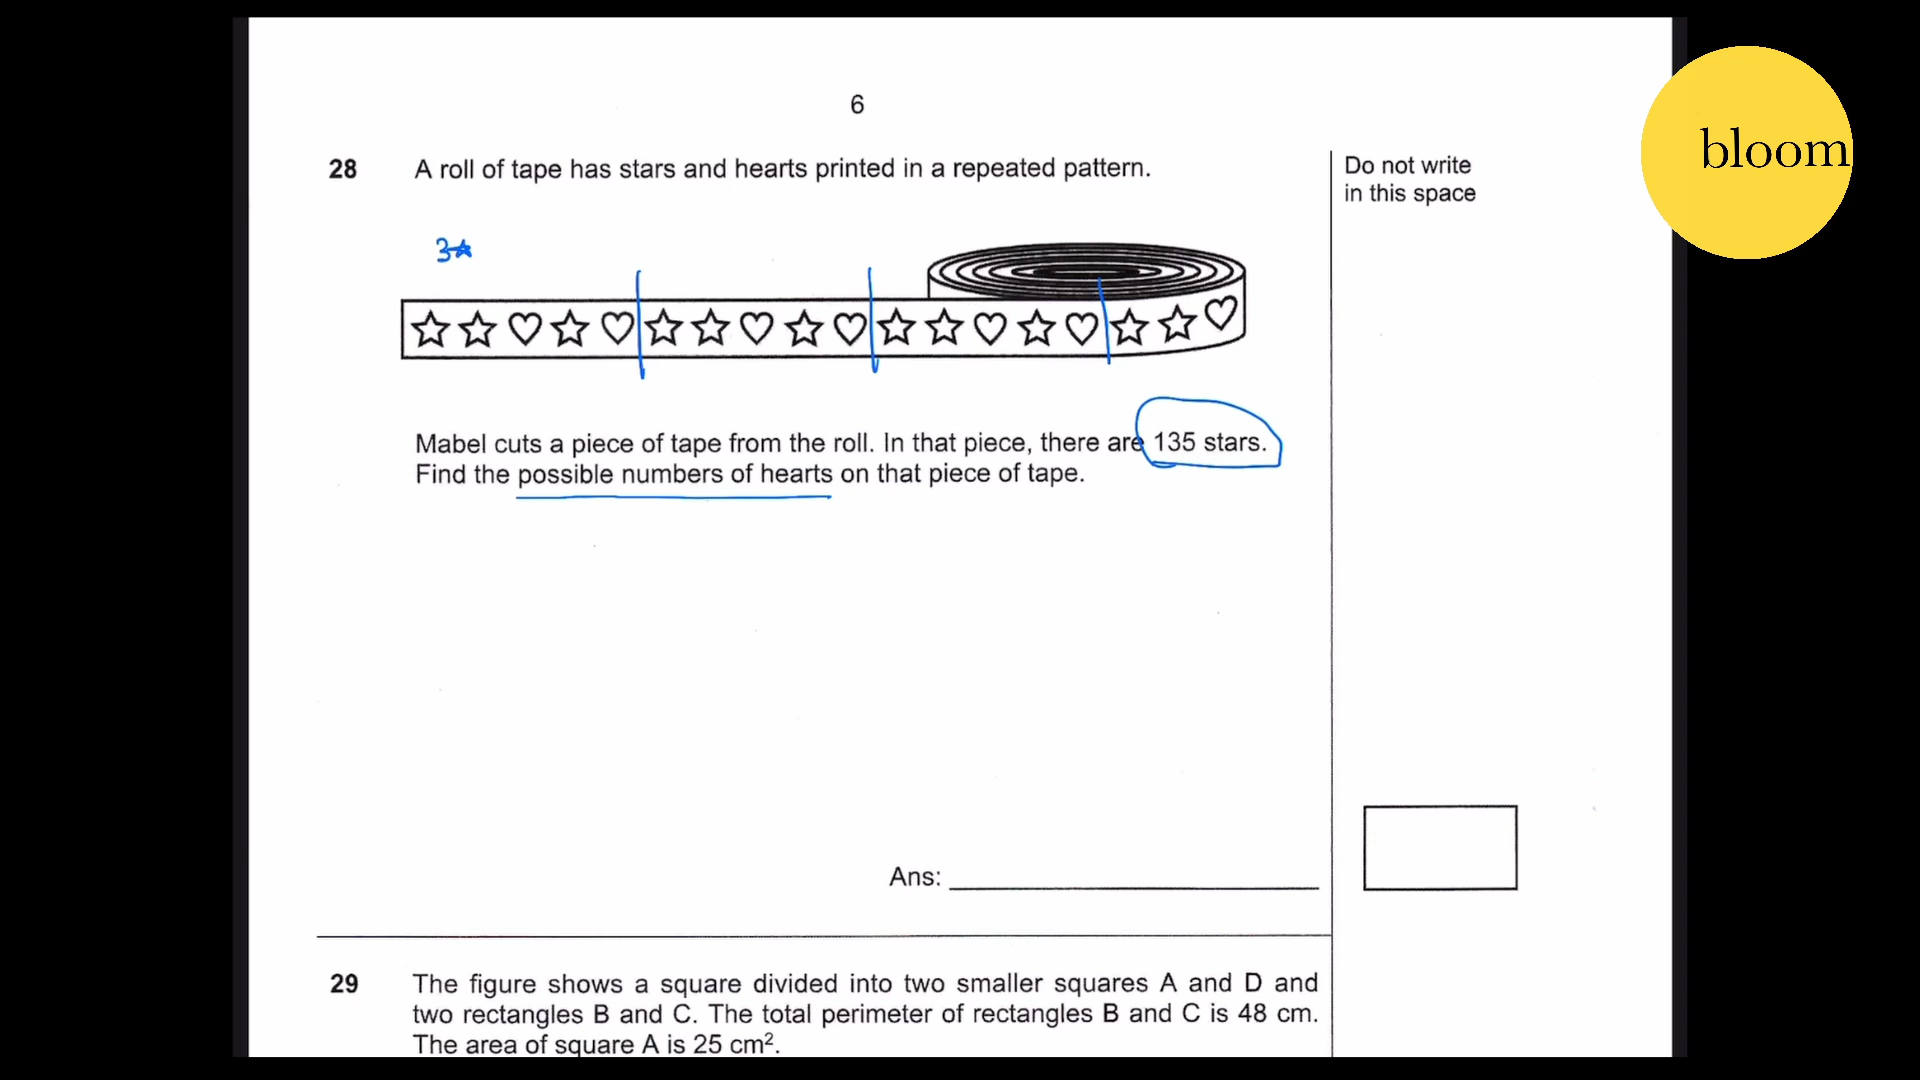 6
bloom
28 A roll of tape has stars and hearts printed in a repeated pattern.
Do not write
in this space
3☆
Mabel cuts a piece of tape from the roll. In that piece, there are 135 stars.
Find the possible numbers of hearts on that piece of tape.
Ans:
29 The figure shows a square divided into two smaller squares A and D and
two rectangles B and C. The total perimeter of rectangles B and C is 48 cm.
The area of square A is 25 cm².